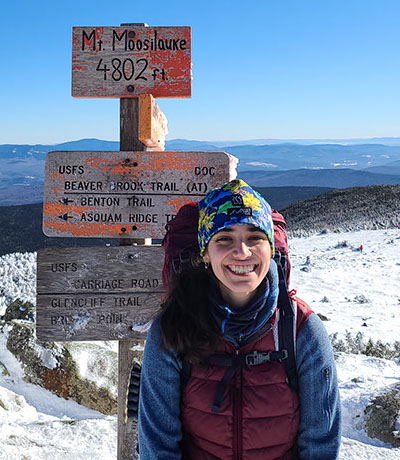 Mt. Moosilauke
4802 ft
USFS DOC
BEAVER BROOK TRAIL (AT)
BENTON TRAIL
ASQUAM RIDGE TR
USFS
CARRIAGE ROAD
GLENCLIFF TRAIL